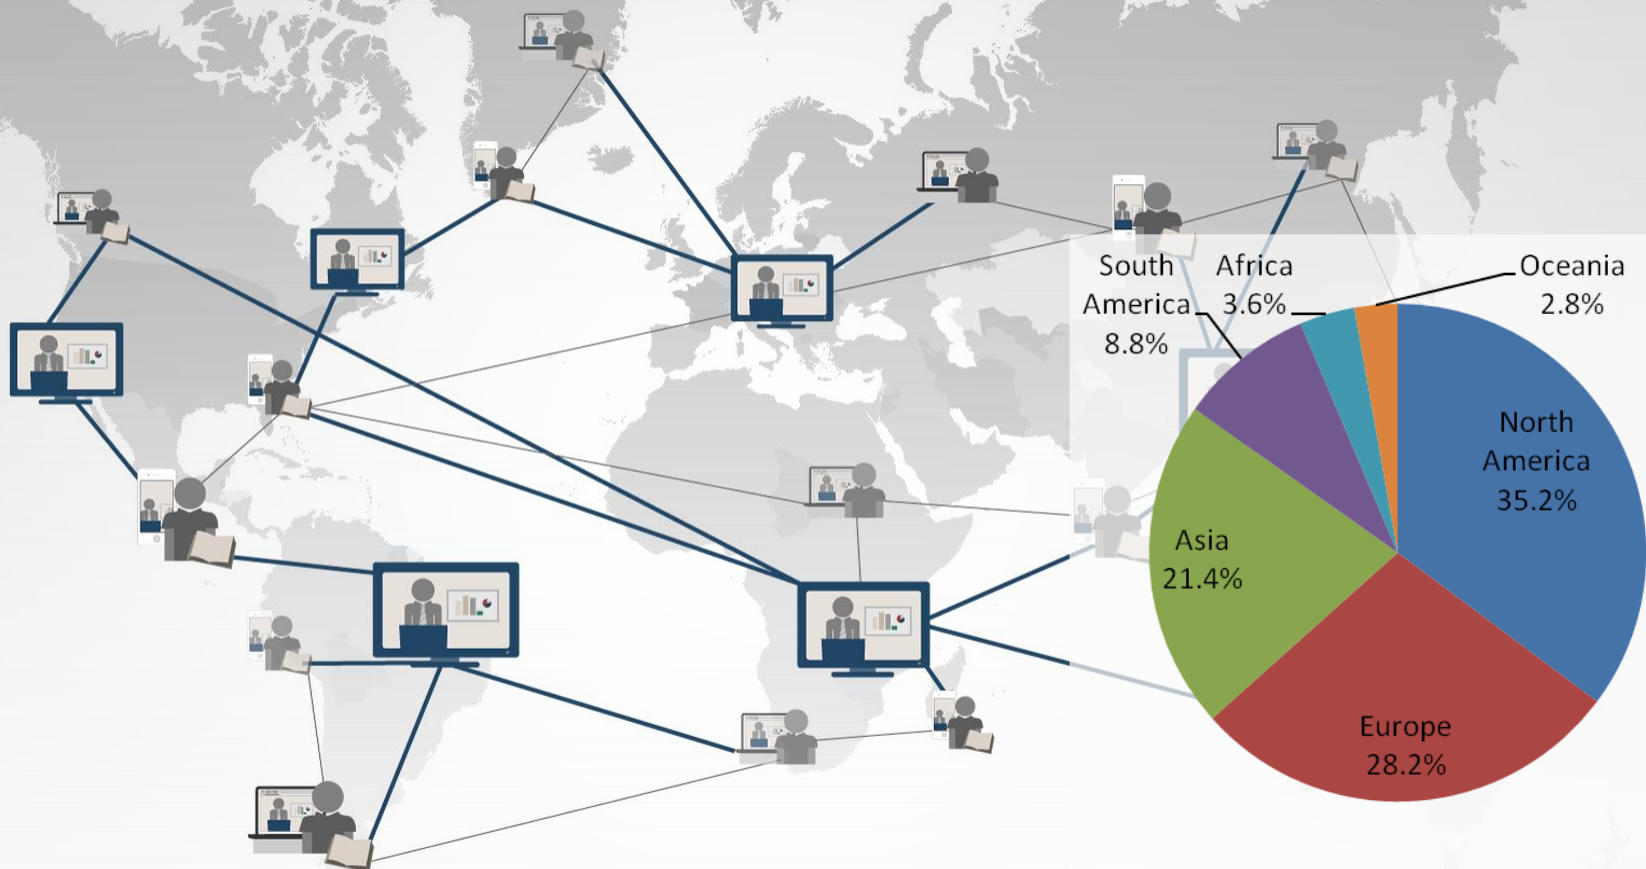 South
America
8.8%
Africa
3.6%
Oceania
2.8%
North
America
35.2%
Asia
21.4%
Europe
28.2%